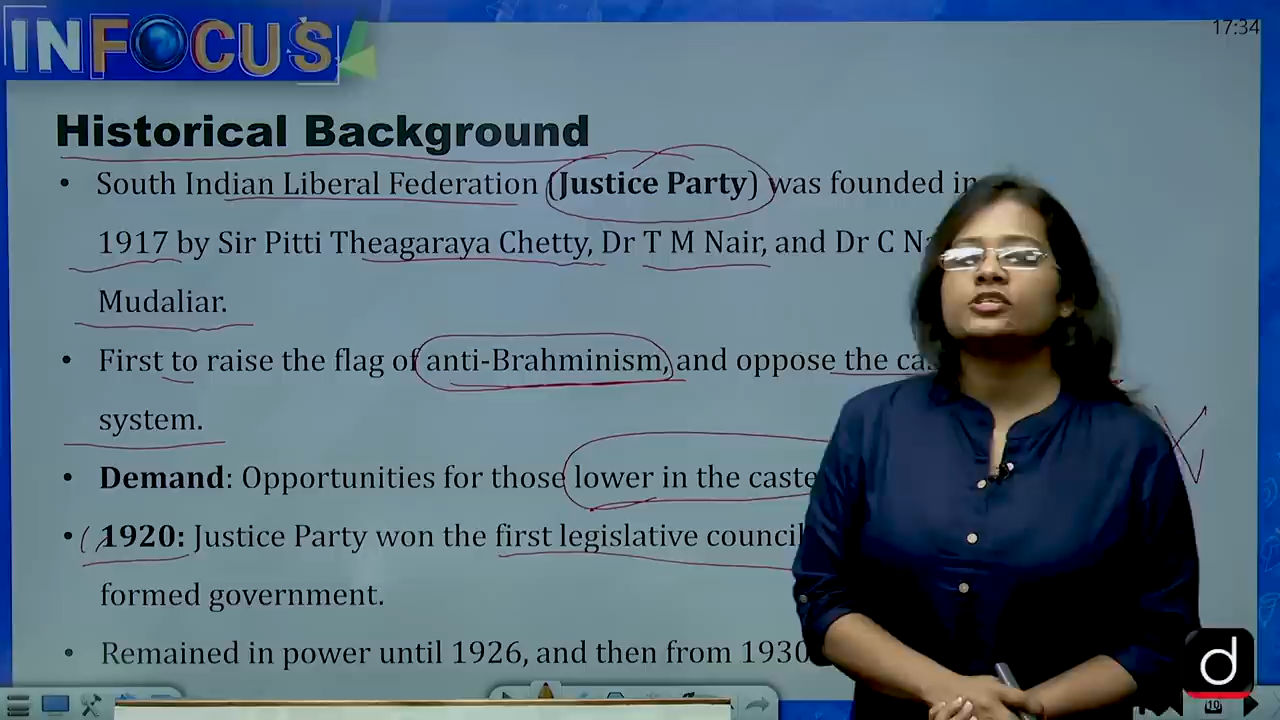 INFOCUS
17:34
Historical Background
• South Indian Liberal Federation (Justice Party) was founded in
1917 by Sir Pitti Theagaraya Chetty, Dr T M Nair, and Dr C
Mudaliar.
• First to raise the flag of anti-Brahminism, and oppose the
system.
• Demand: Opportunities for those lower in the caste
• 1920: Justice Party won the first legislative council
formed government.
• Remained in power until 1926, and then from 1930
d
10